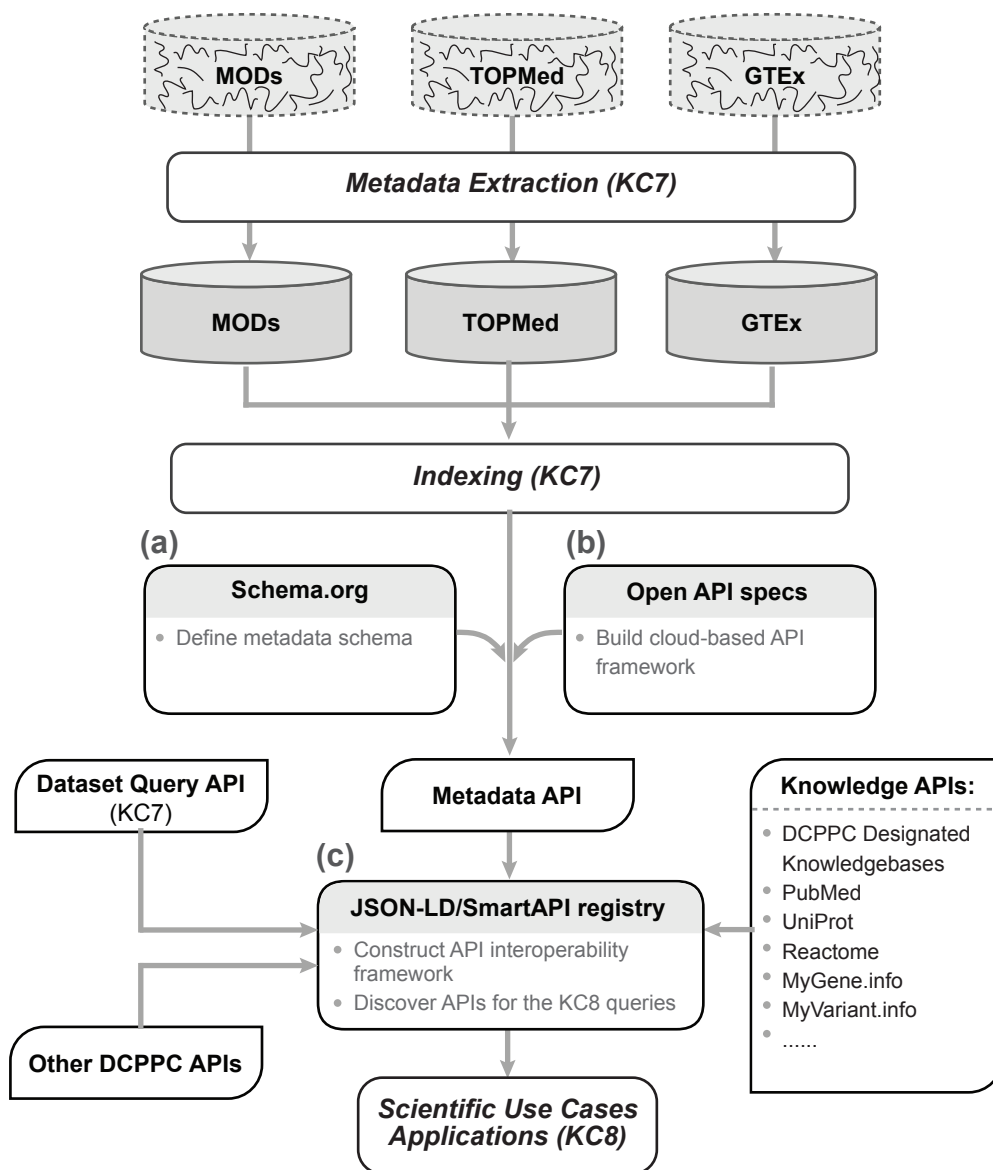 MODs
TOPMed
GTEx
Metadata Extraction (KC7)
MODs
TOPMed
GTEx
Indexing (KC7)
(a)
Schema.org
• Define metadata schema
(b)
Open API specs
• Build cloud-based API
framework
Dataset Query API
(KC7)
Metadata API
Knowledge APIs:
• DCPPC Designated
Knowledgebases
• PubMed
• UniProt
• Reactome
• MyGene.info
• MyVariant.info
• ......
(c)
JSON-LD/SmartAPI registry
• Construct API interoperability
framework
• Discover APIs for the KC8 queries
Other DCPPC APIs
Scientific Use Cases
Applications (KC8)